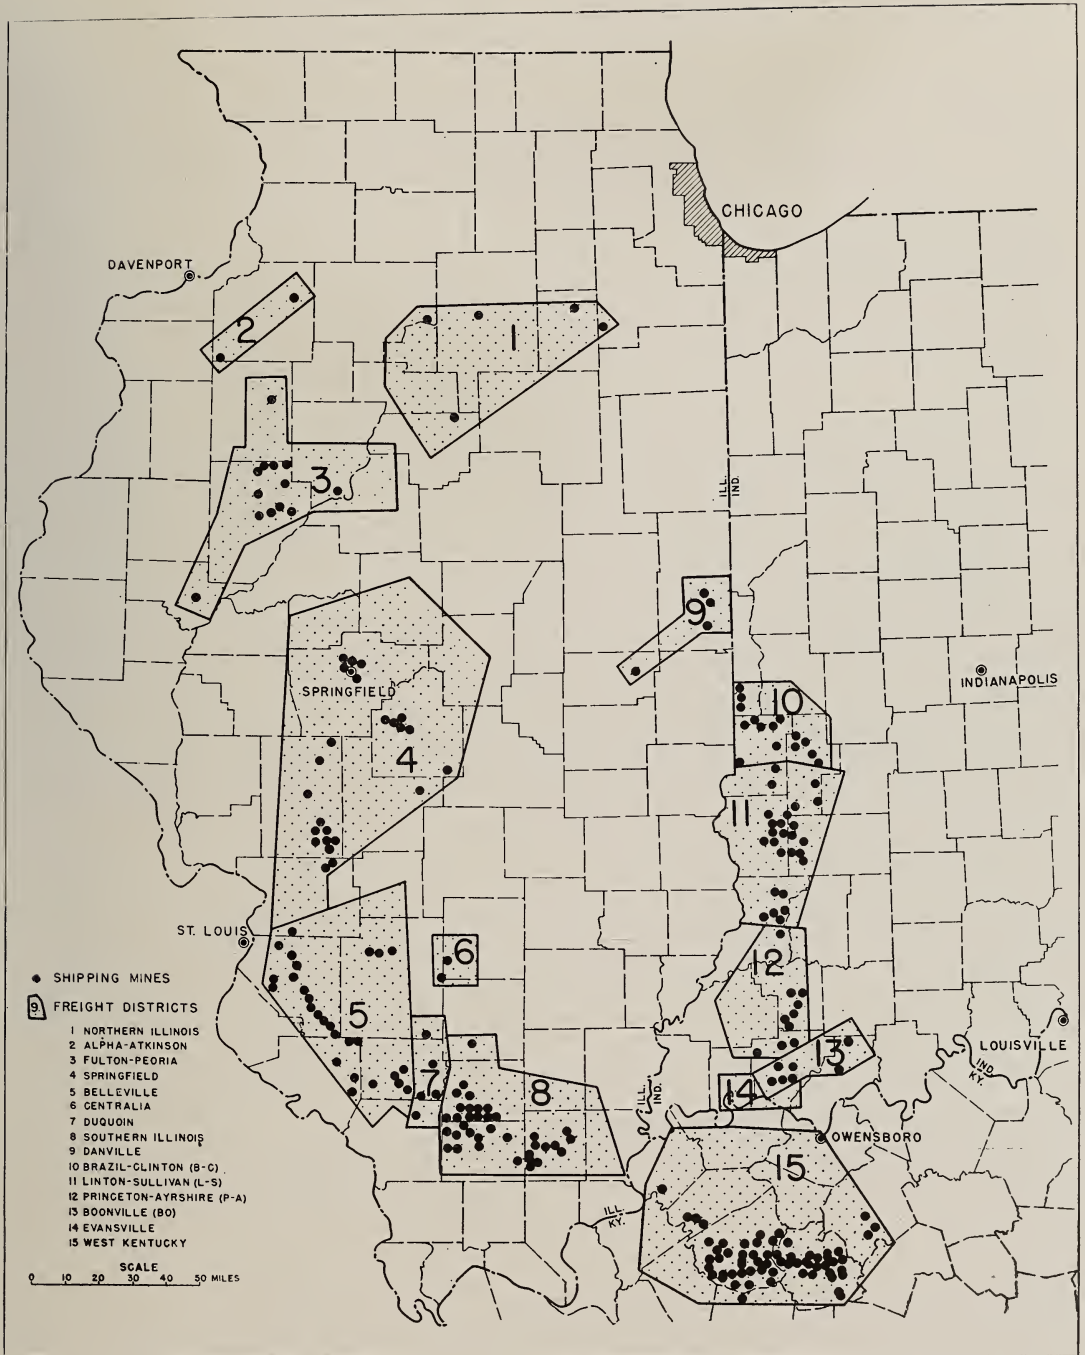 CHICAGO
DAVENPORT
2
1
3
ILL.
IND.
9
SPRINGFIELD
INDIANAPOLIS
10
4
11
ST. LOUIS
6
12
SHIPPING MINES
9 FREIGHT DISTRICTS
1 NORTHERN ILLINOIS
2 ALPHA-ATKINSON
3 FULTON-PEORIA
4 SPRINGFIELD
5 BELLEVILLE
6 CENTRALIA
7 DUQUOIN
8 SOUTHERN ILLINOIS
9 DANVILLE
10 BRAZIL-CLINTON (B-C)
11 LINTON-SULLIVAN (L-S)
12 PRINCETON-AYRSHIRE (P-A)
13 BOONVILLE (BO)
14 EVANSVILLE
15 WEST KENTUCKY
SCALE
0 10 20 30 40 50 MILES
5
13
LOUISVILLE
IND.
KY.
7
8
14
ILL.
IND.
OWENSBORO
15
ILL.
KY.